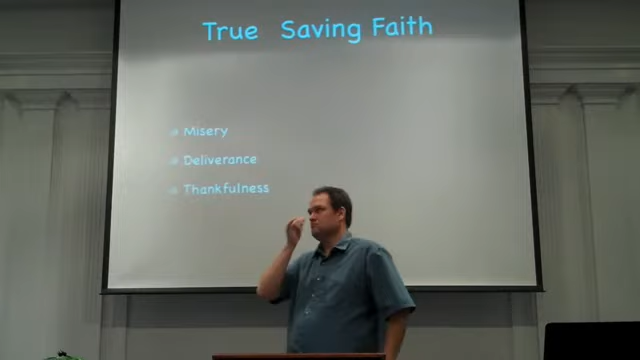 True Saving Faith
Misery
Deliverance
Thankfulness